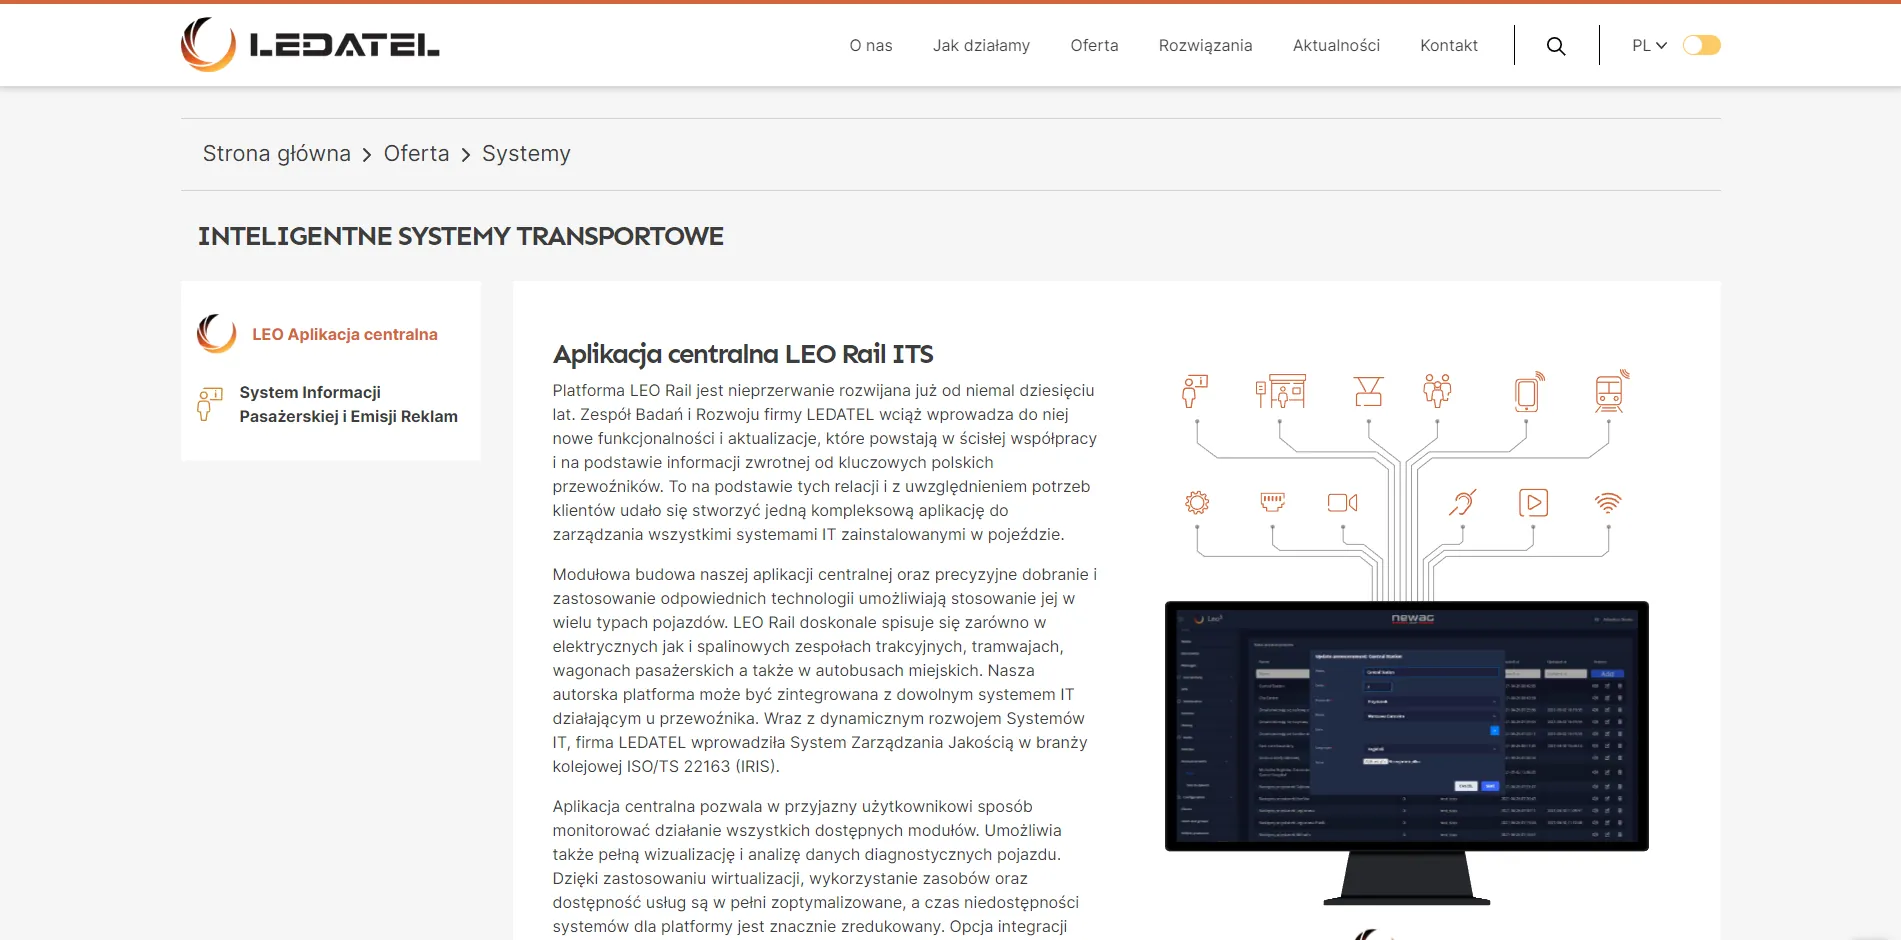 LEDATEL
O nas Jak działamy Oferta Rozwiązania Aktualności Kontakt PL
Strona główna > Oferta > Systemy
INTELIGENTNE SYSTEMY TRANSPORTOWE
LEO Aplikacja centralna
System Informacji
Pasażerskiej i Emisji Reklam
Aplikacja centralna LEO Rail ITS
Platforma LEO Rail jest nieprzerwanie rozwijana już od niemal dziesięciu
lat. Zespół Badań i Rozwoju firmy LEDATEL wciąż wprowadza do niej
nowe funkcjonalności i aktualizacje, które powstają w ścisłej współpracy
i na podstawie informacji zwrotnej od kluczowych polskich
przewoźników. To na podstawie tych relacji i z uwzględnieniem potrzeb
klientów udało się stworzyć jedną kompleksową aplikację do
zarządzania wszystkimi systemami IT zainstalowanymi w pojeździe.
Modułowa budowa naszej aplikacji centralnej oraz precyzyjne dobranie i
zastosowanie odpowiednich technologii umożliwiają stosowanie jej w
wielu typach pojazdów. LEO Rail doskonale spisuje się zarówno w
elektrycznych jak i spalinowych zespołach trakcyjnych, tramwajach,
wagonach pasażerskich a także w autobusach miejskich. Nasza
autorska platforma może być zintegrowana z dowolnym systemem IT
działającym u przewoźnika. Wraz z dynamicznym rozwojem Systemów
IT, firma LEDATEL wprowadziła System Zarządzania Jakością w branży
kolejowej ISO/TS 22163 (IRIS).
Aplikacja centralna pozwala w przyjazny użytkownikowi sposób
monitorować działanie wszystkich dostępnych modułów. Umożliwia
także pełną wizualizację i analizę danych diagnostycznych pojazdu.
Dzięki zastosowaniu wirtualizacji, wykorzystanie zasobów oraz
dostępność usług są w pełni zoptymalizowane, a czas niedostępności
systemów dla platformy jest znacznie zredukowany. Opcja integracji
Leo³
newag
Update announcement: Central Station
Central Station
Add